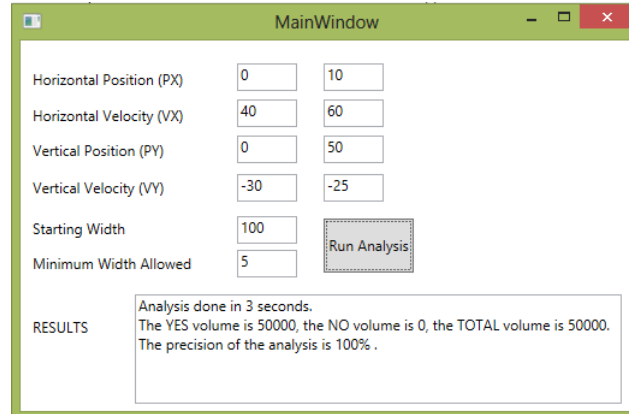 MainWindow
Horizontal Position (PX) 0 10
Horizontal Velocity (VX) 40 60
Vertical Position (PY) 0 50
Vertical Velocity (VY) -30 -25
Starting Width 100
Run Analysis
Minimum Width Allowed 5
RESULTS
Analysis done in 3 seconds.
The YES volume is 50000, the NO volume is 0, the TOTAL volume is 50000.
The precision of the analysis is 100% .